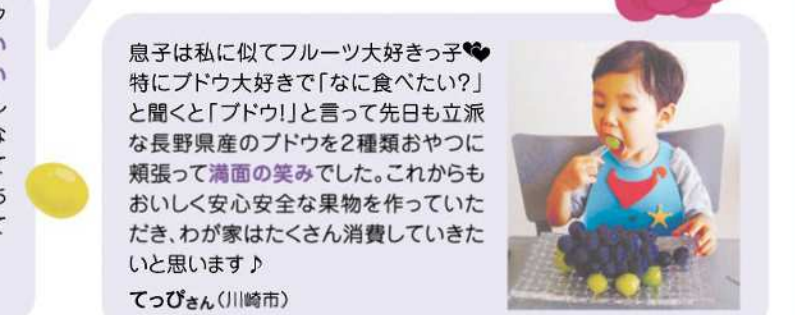 息子は私に似てフルーツ大好きっ子♥♥
特にブドウ大好きで「なに食べたい?」
と聞くと「ブドウ!」と言って先日も立派
な長野県産のブドウを2種類おやつに
頬張って満面の笑みでした。これからも
おいしく安心安全な果物を作っていた
だき、わが家はたくさん消費していきた
いと思います♪
てっぴさん(川崎市)